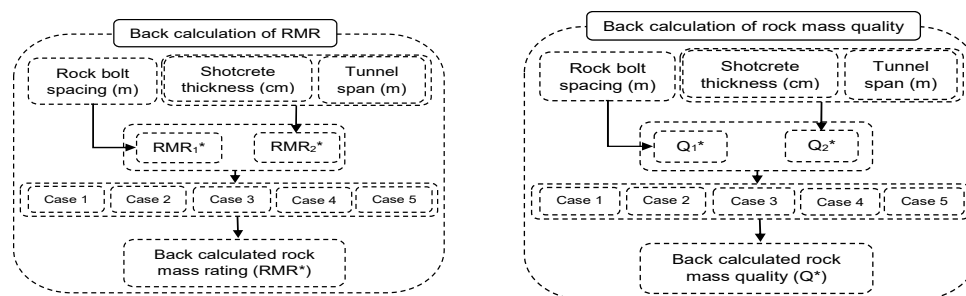 Back calculation of RMR
Rock bolt
spacing (m)
Shotcrete
thickness (cm)
Tunnel
span (m)
RMR₁*
RMR₂*
Case 1
Case 2
Case 3
Case 4
Case 5
Back calculated rock
mass rating (RMR*)
Back calculation of rock mass quality
Rock bolt
spacing (m)
Shotcrete
thickness (cm)
Tunnel
span (m)
Q₁*
Q₂*
Case 1
Case 2
Case 3
Case 4
Case 5
Back calculated rock
mass quality (Q*)